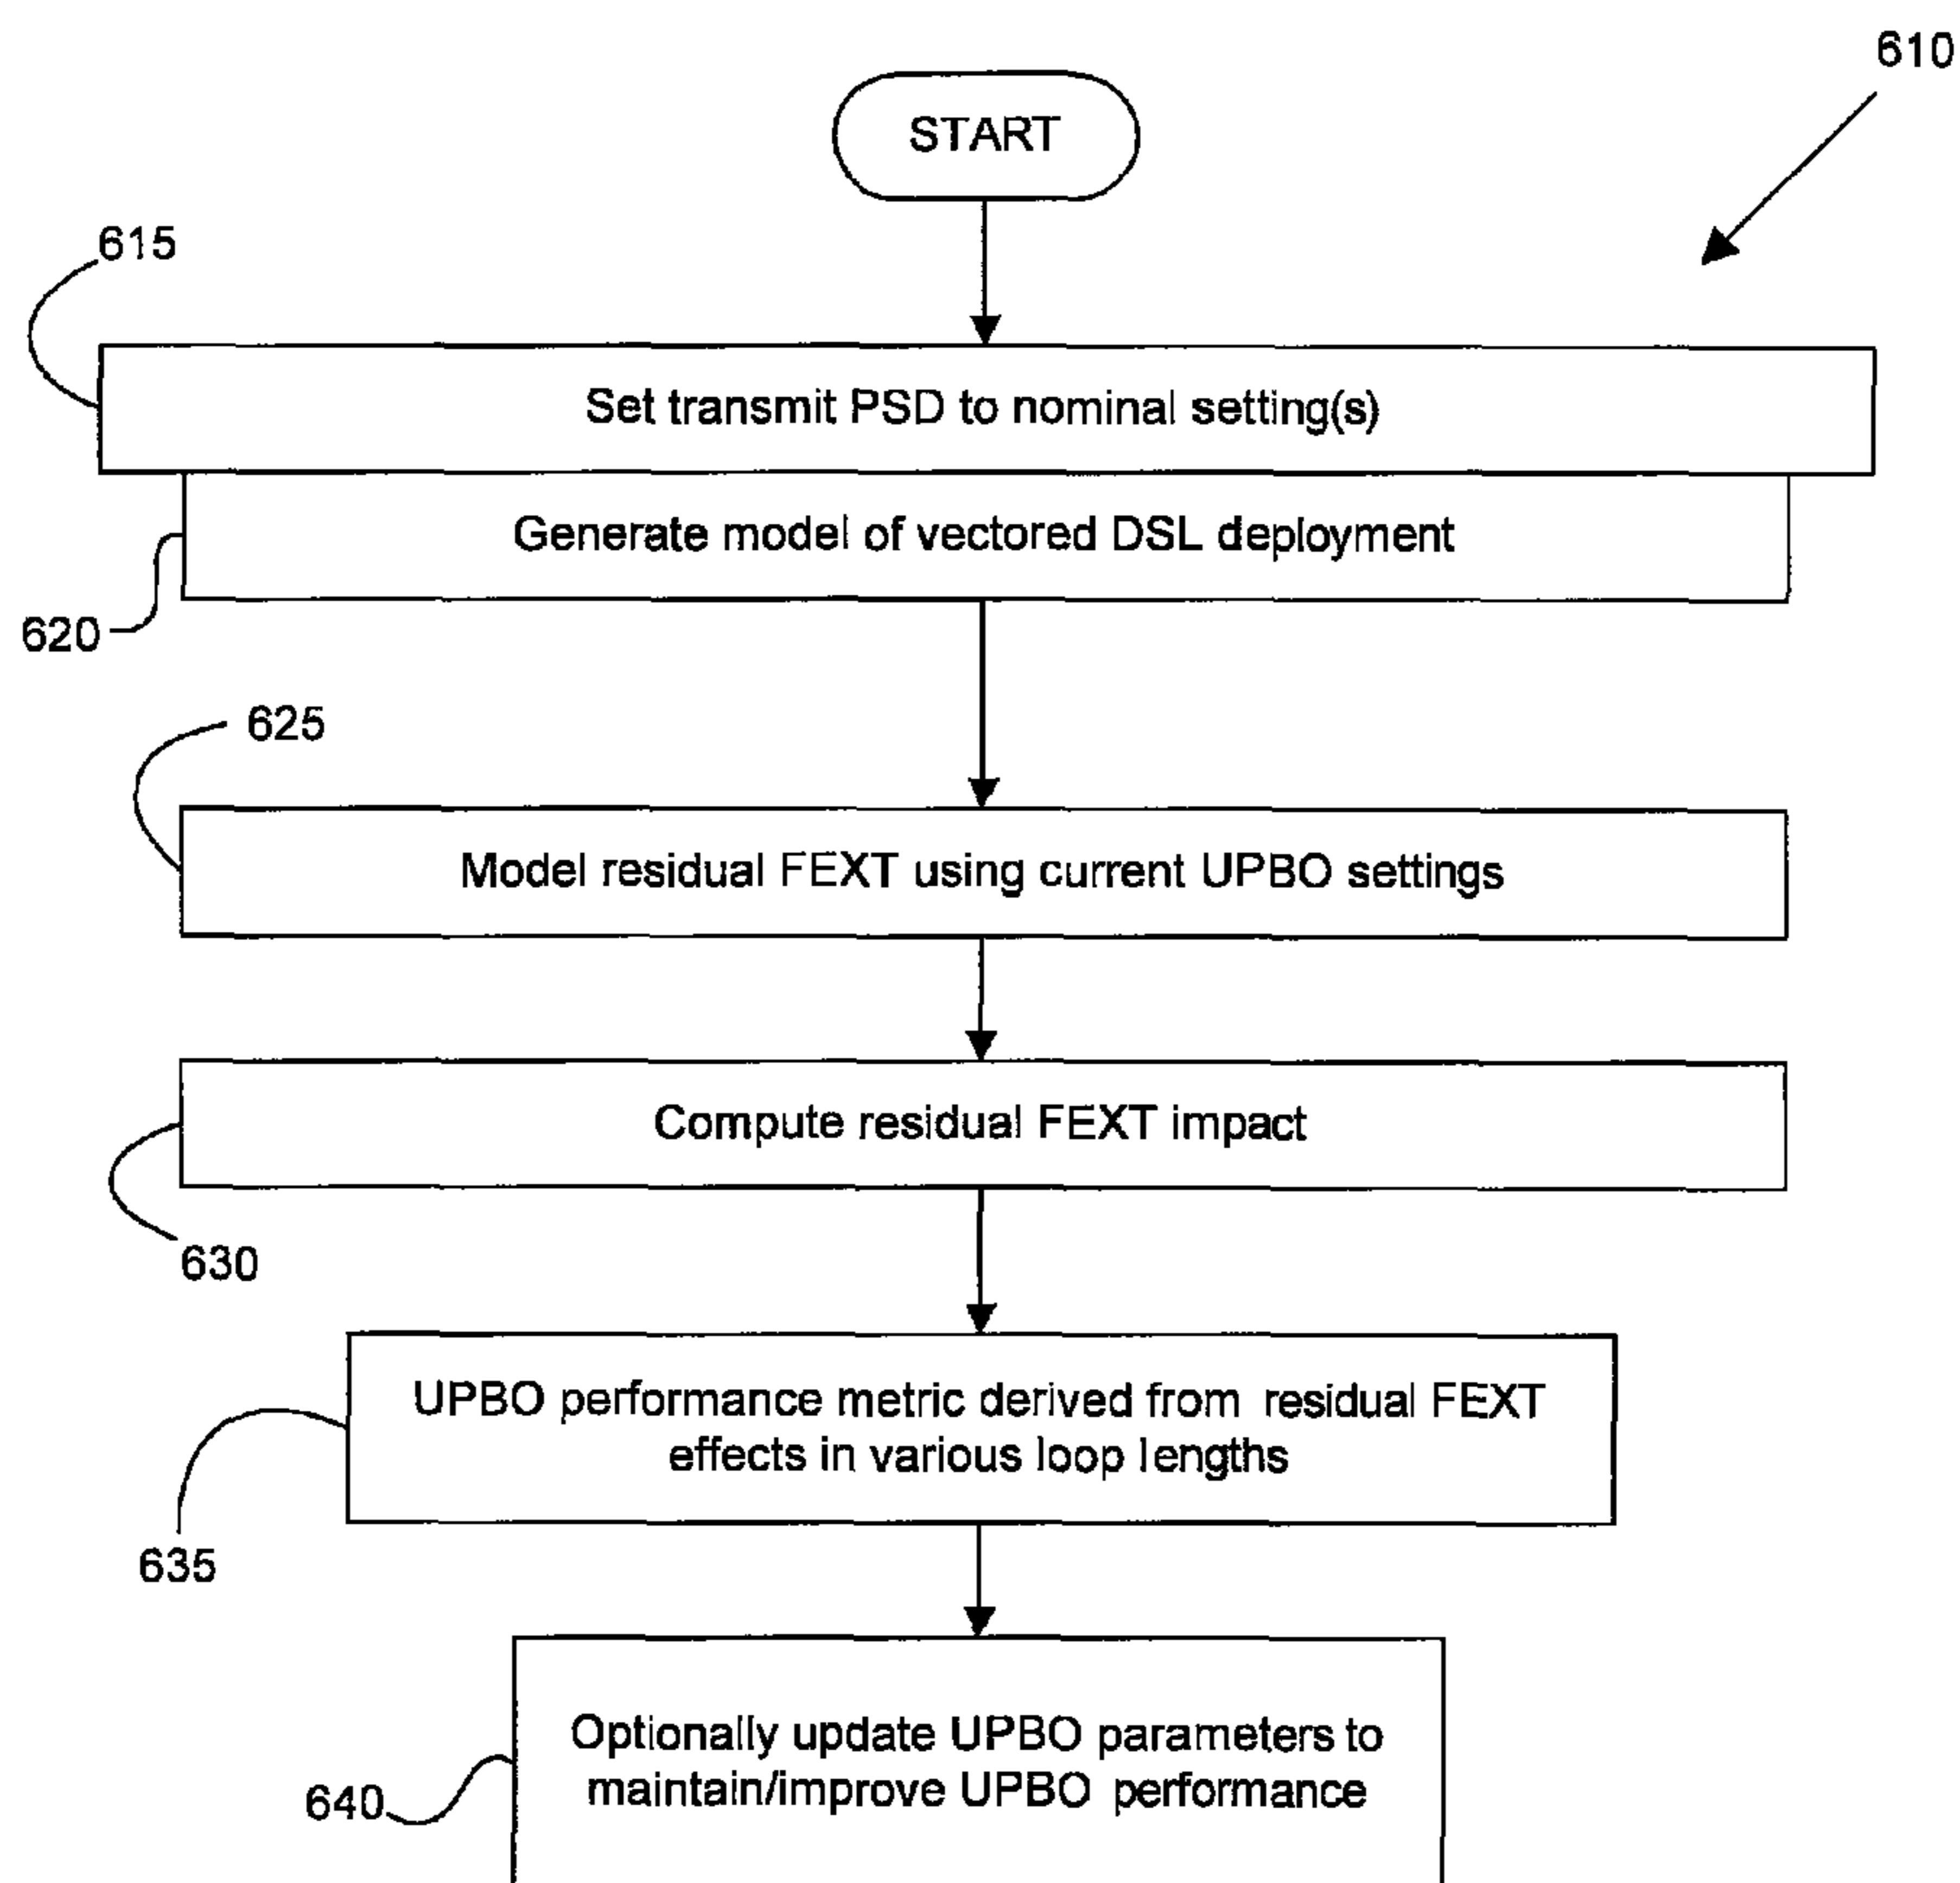 610
START
615
Set transmit PSD to nominal setting(s)
Generate model of vectored DSL deployment
620
625
Model residual FEXT using current UPBO settings
Compute residual FEXT impact
630
UPBO performance metric derived from residual FEXT
effects in various loop lengths
635
Optionally update UPBO parameters to
maintain/improve UPBO performance
640